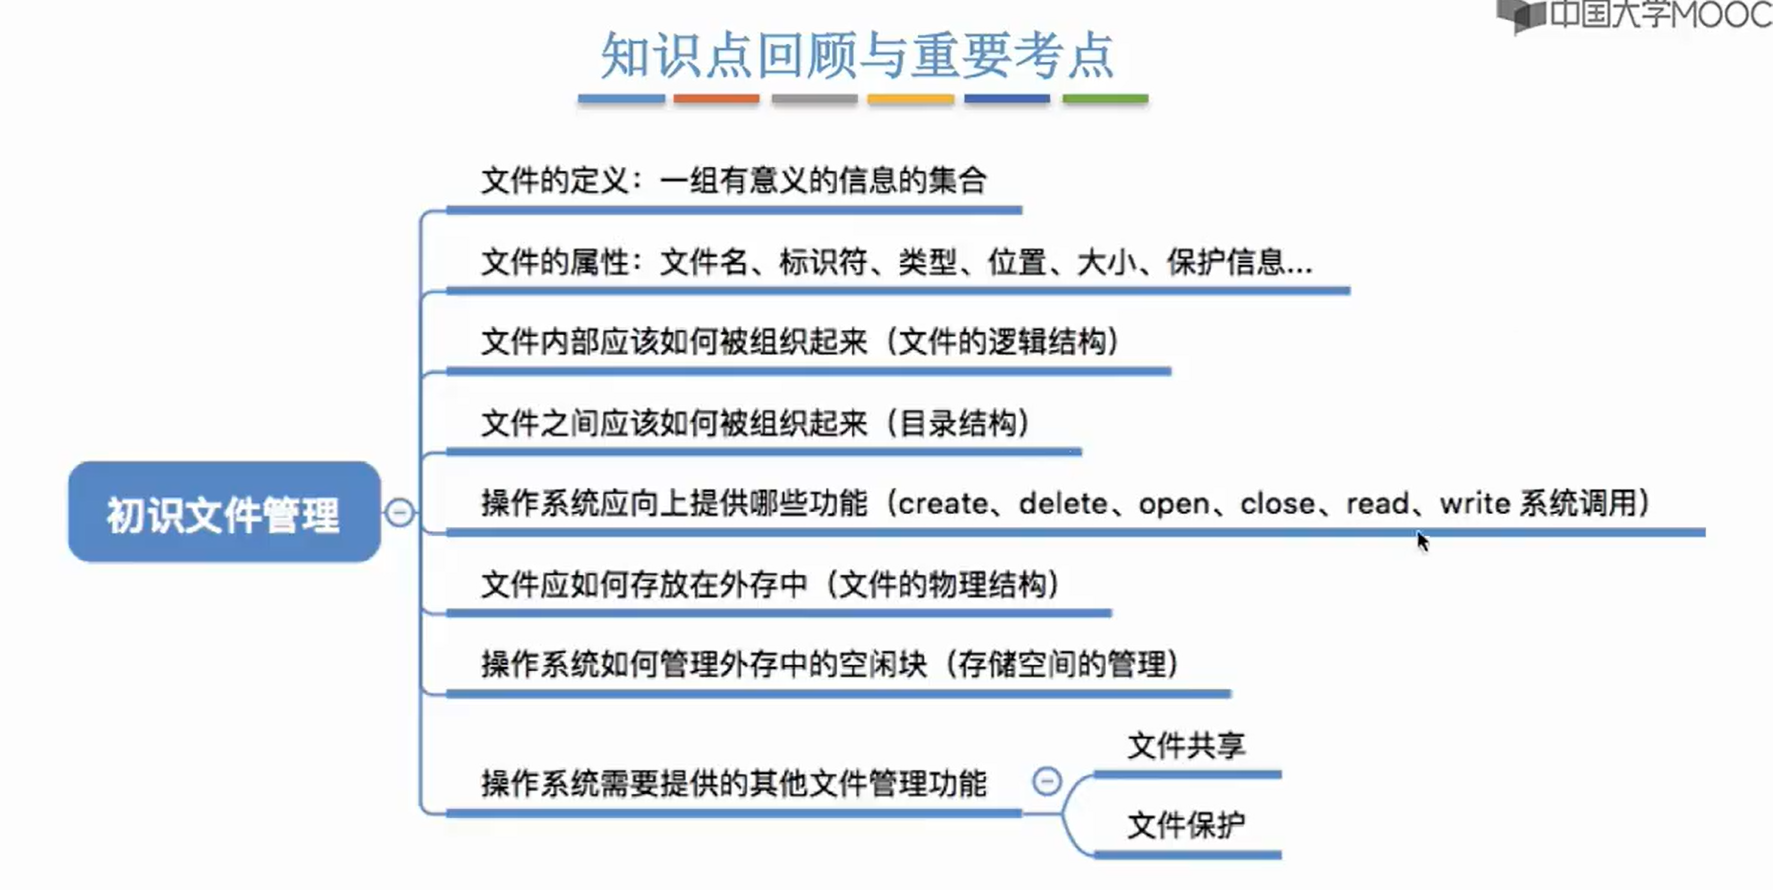 中国大学MOOC
知识点回顾与重要考点
文件的定义：一组有意义的信息的集合
文件的属性：文件名、标识符、类型、位置、大小、保护信息...
文件内部应该如何被组织起来（文件的逻辑结构）
文件之间应该如何被组织起来（目录结构）
初识文件管理
操作系统应向上提供哪些功能（create、delete、open、close、read、write 系统调用）
文件应如何存放在外存中（文件的物理结构）
操作系统如何管理外存中的空闲块（存储空间的管理）
操作系统需要提供的其他文件管理功能
文件共享
文件保护